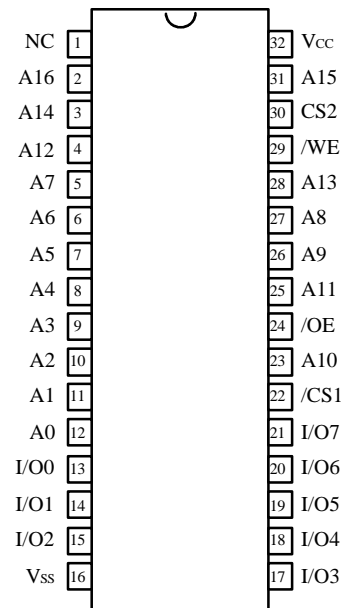 NC 1 32 Vcc
A16 2 31 A15
A14 3 30 CS2
A12 4 29 /WE
A7 5 28 A13
A6 6 27 A8
A5 7 26 A9
A4 8 25 A11
A3 9 24 /OE
A2 10 23 A10
A1 11 22 /CS1
A0 12 21 I/O7
I/O0 13 20 I/O6
I/O1 14 19 I/O5
I/O2 15 18 I/O4
Vss 16 17 I/O3